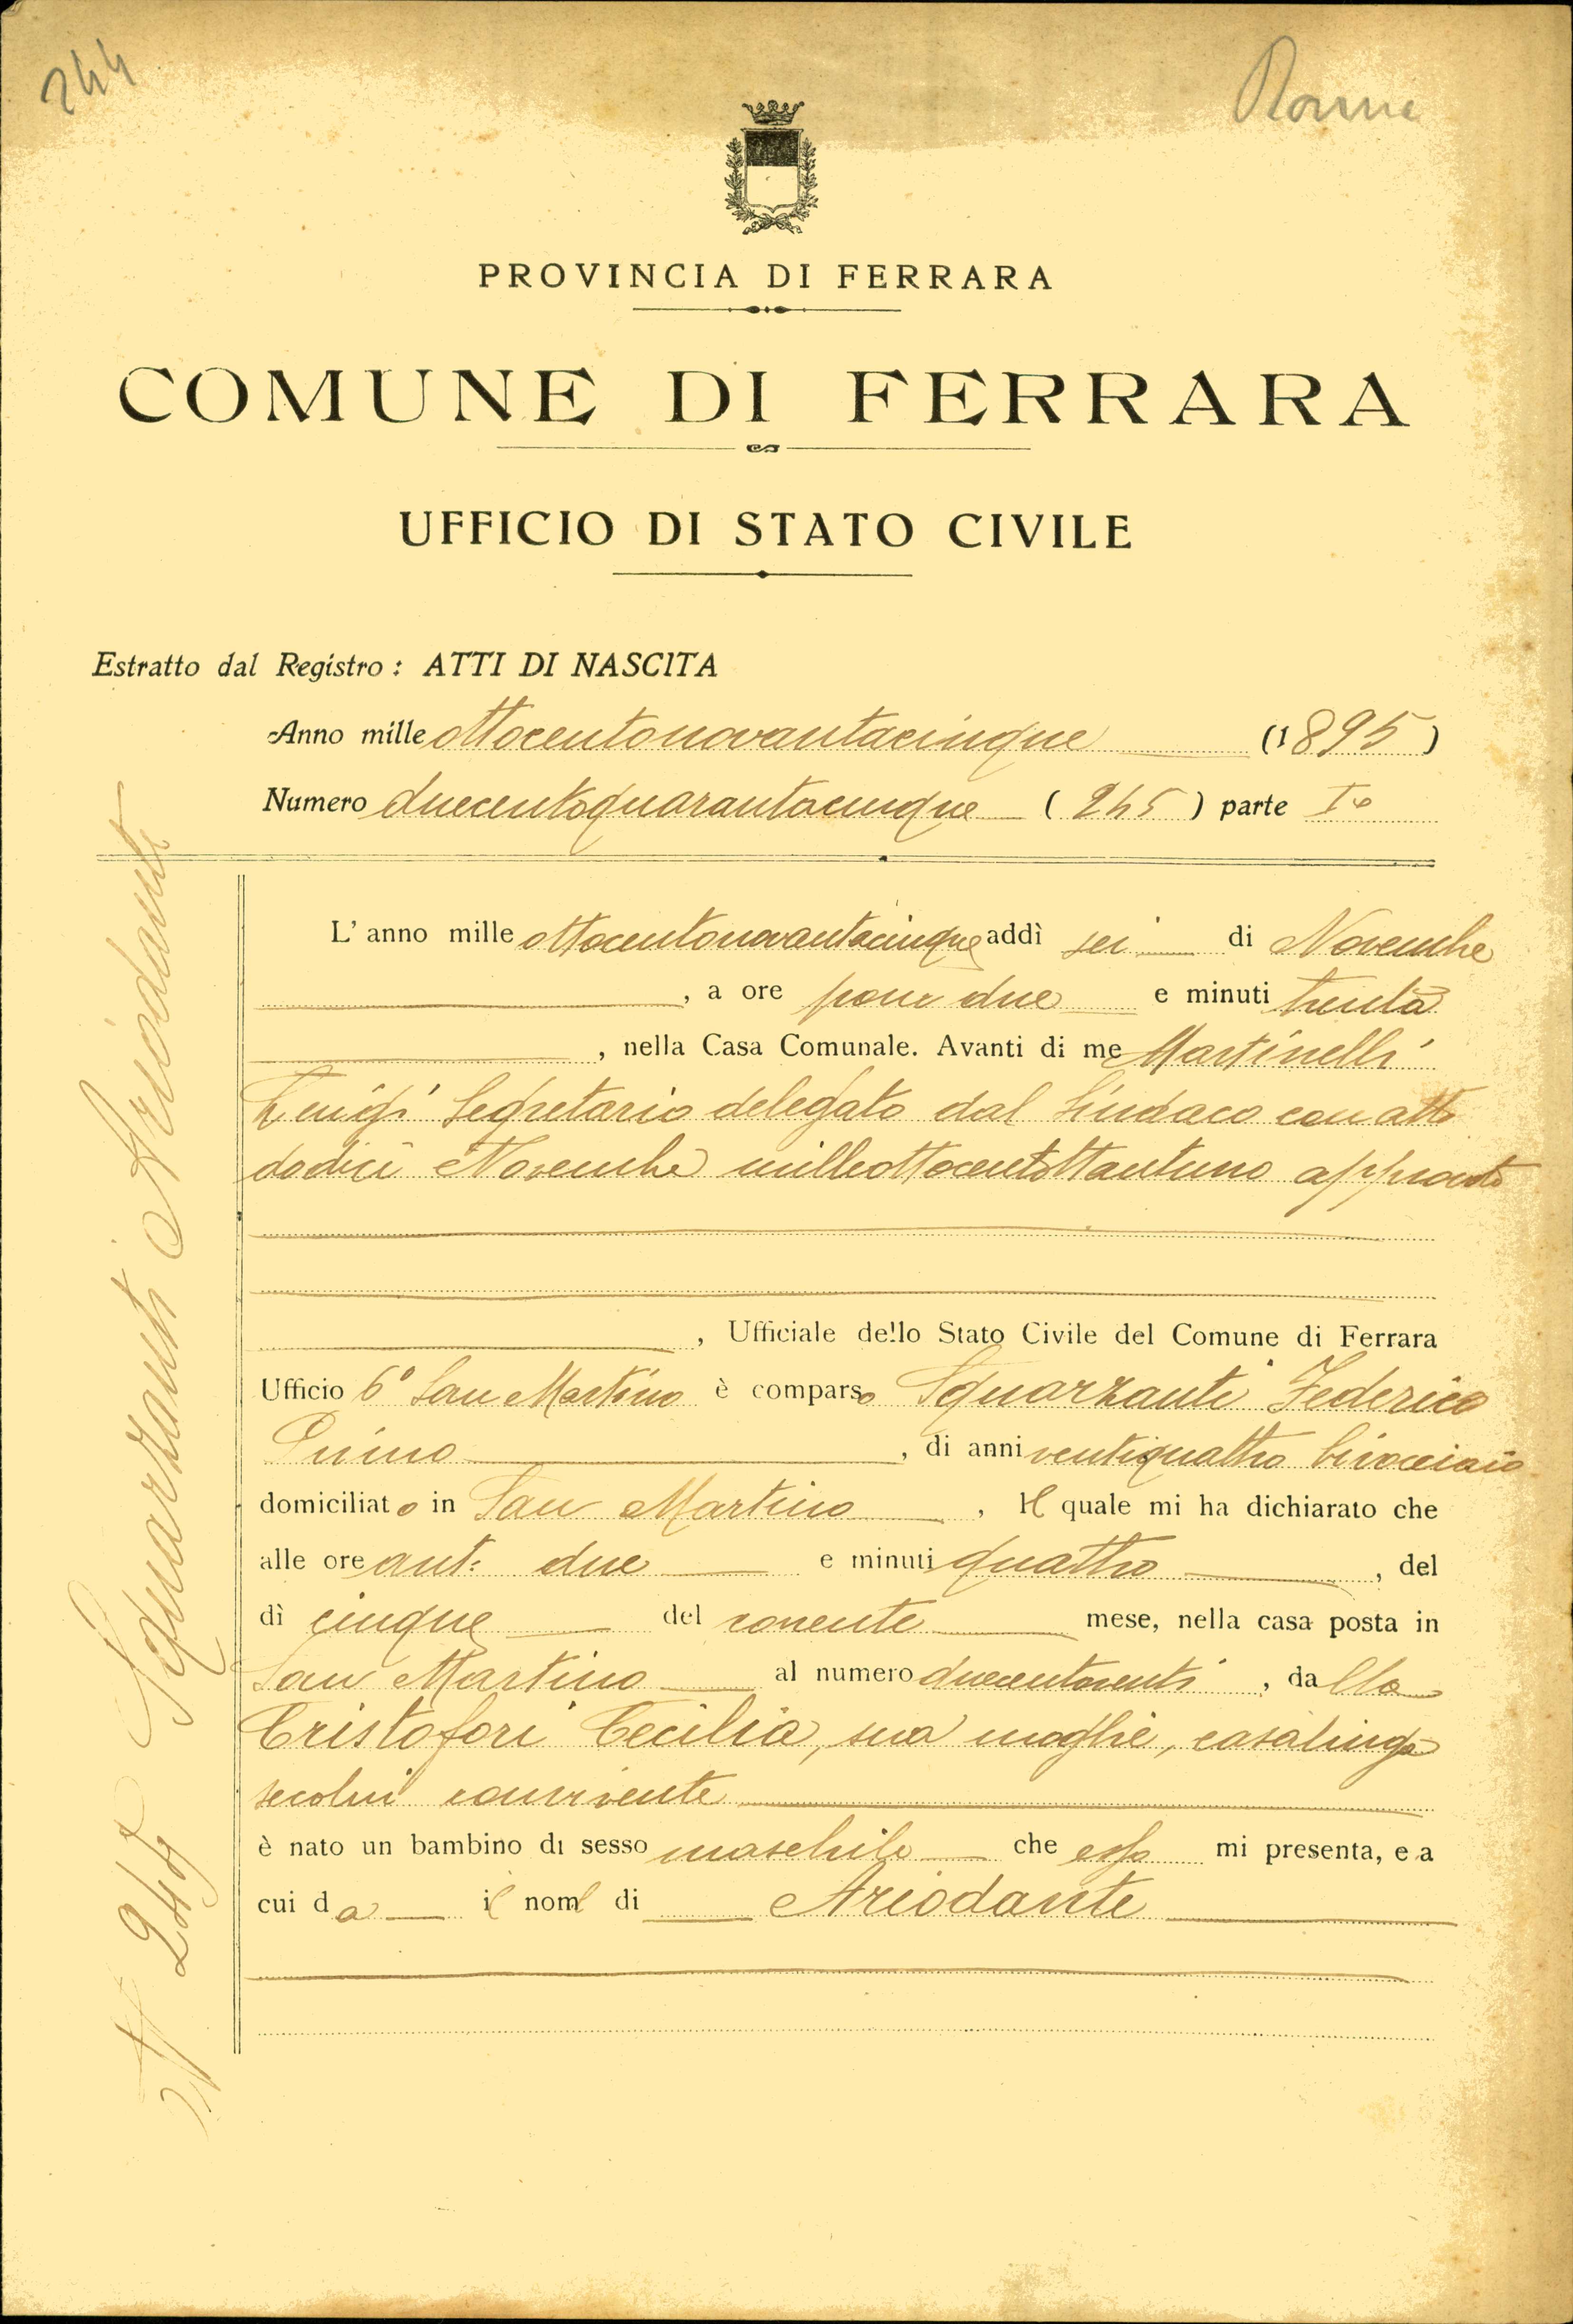 244
Roma
PROVINCIA DI FERRARA
COMUNE DI FERRARA
UFFICIO DI STATO CIVILE
Estratto dal Registro: ATTI DI NASCITA
Anno mille ottocentonovantacinque (1895)
Numero duecentoquarantacinque (245) parte Iª
N° 245 Squarzanti Ariodante
L'anno mille ottocentonovantacinque addì sei di Novembre
, a ore pom due e minuti trenta
, nella Casa Comunale. Avanti di me Martinelli
Luigi Segretario delegato dal Sindaco con atto
dodici Novembre milleottocentottantuno approvato
, Ufficiale dello Stato Civile del Comune di Ferrara
Ufficio 6° San Martino è comparso Squarzanti Federico
Primo , di anni ventiquattro birocciaio
domiciliato in San Martino , Il quale mi ha dichiarato che
alle ore ant: due e minuti quattro , del
dì cinque del corrente mese, nella casa posta in
San Martino al numero duecentoventi , dalla
Cristofori Cecilia, sua moglie, casalinga
secolui convivente
è nato un bambino di sesso maschile che esso mi presenta, e a
cui da il nome di Ariodante